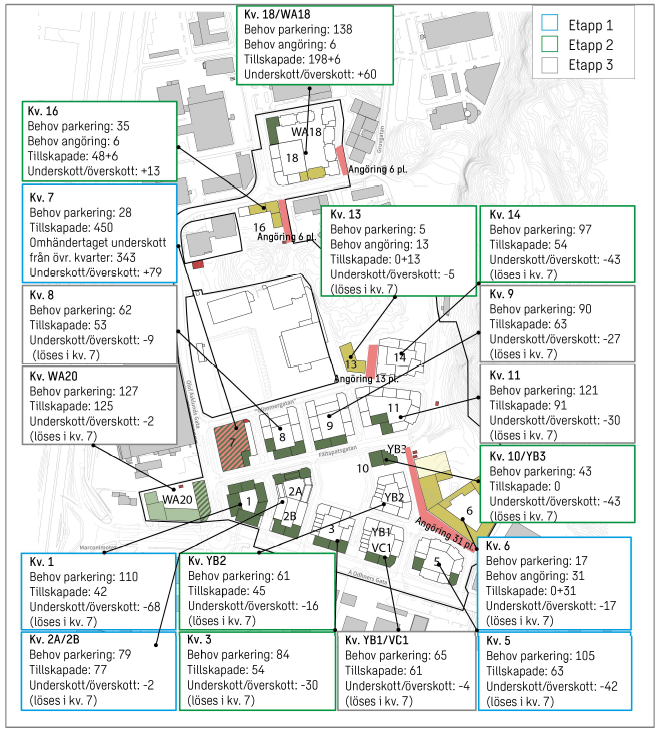 Kv. 18/WA18
Behov parkering: 138
Behov angöring: 6
Tillskapade: 198+6
Underskott/överskott: +60
Etapp 1
Etapp 2
Etapp 3
Kv. 16
Behov parkering: 35
Behov angöring: 6
Tillskapade: 48+6
Underskott/överskott: +13
Kv. 7
Behov parkering: 28
Tillskapade: 450
Omhändertaget underskott
från övr. kvarter: 343
Underskott/överskott: +79
Kv. 8
Behov parkering: 62
Tillskapade: 53
Underskott/överskott: -9
(löses i kv. 7)
Kv. WA20
Behov parkering: 127
Tillskapade: 125
Underskott/överskott: -2
(löses i kv. 7)
Kv. 13
Behov parkering: 5
Behov angöring: 13
Tillskapade: 0+13
Underskott/överskott: -5
(löses i kv. 7)
Kv. 14
Behov parkering: 97
Tillskapade: 54
Underskott/överskott: -43
(löses i kv. 7)
Kv. 9
Behov parkering: 90
Tillskapade: 63
Underskott/överskott: -27
(löses i kv. 7)
Kv. 11
Behov parkering: 121
Tillskapade: 91
Underskott/överskott: -30
(löses i kv. 7)
Kv. 10/YB3
Behov parkering: 43
Tillskapade: 0
Underskott/överskott: -43
(löses i kv. 7)
WA18
18
Angöring 6 pl.
Gruvgatan
16
Angöring 6 pl.
13
14
Angöring 13 pl.
11
9
8
7
Fältspatsgatan
10
YB3
YB2
6
Angöring 31 pl.
WA20
1
2A
2B
3
YB1
VC1
5
A Odhners Gata
Kv. 1
Behov parkering: 110
Tillskapade: 42
Underskott/överskott: -68
(löses i kv. 7)
Kv. YB2
Behov parkering: 61
Tillskapade: 45
Underskott/överskott: -16
(löses i kv. 7)
Kv. 6
Behov parkering: 17
Behov angöring: 31
Tillskapade: 0+31
Underskott/överskott: -17
(löses i kv. 7)
Kv. 2A/2B
Behov parkering: 79
Tillskapade: 77
Underskott/överskott: -2
(löses i kv. 7)
Kv. 3
Behov parkering: 84
Tillskapade: 54
Underskott/överskott: -30
(löses i kv. 7)
Kv. YB1/VC1
Behov parkering: 65
Tillskapade: 61
Underskott/överskott: -4
(löses i kv. 7)
Kv. 5
Behov parkering: 105
Tillskapade: 63
Underskott/överskott: -42
(löses i kv. 7)